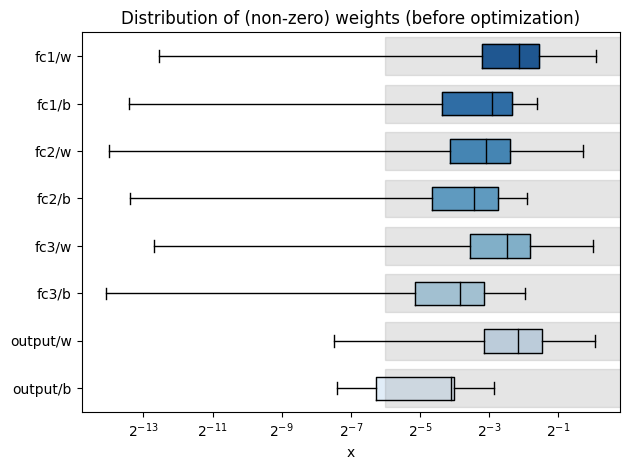 Distribution of (non-zero) weights (before optimization)
fc1/w
fc1/b
fc2/w
fc2/b
fc3/w
fc3/b
output/w
output/b
2⁻¹³ 2⁻¹¹ 2⁻⁹ 2⁻⁷ 2⁻⁵ 2⁻³ 2⁻¹
x